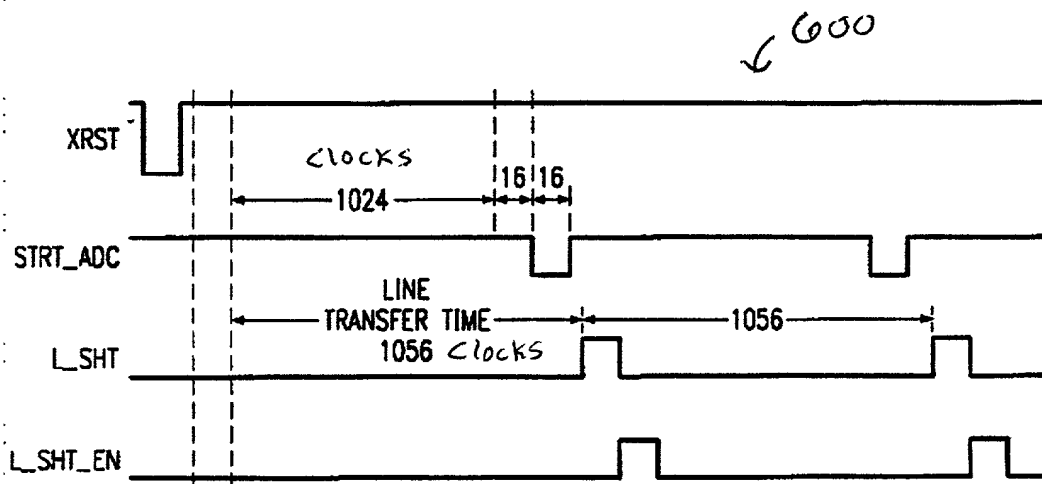 600
XRST
clocks
1024
16 16
STRT_ADC
LINE
TRANSFER TIME
1056 Clocks
1056
L_SHT
L_SHT_EN